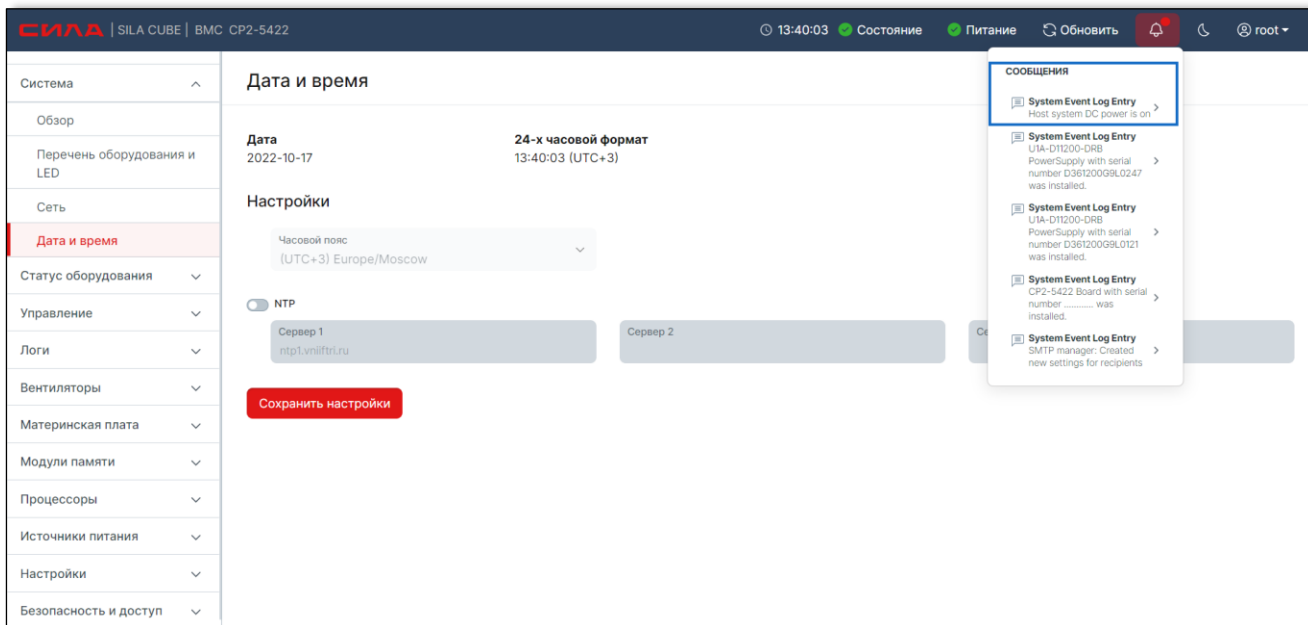 СИЛА | SILA CUBE | BMC CP2-5422
13:40:03 Состояние Питание Обновить root
Система
Обзор
Перечень оборудования и
LED
Сеть
Дата и время
Статус оборудования
Управление
Логи
Вентиляторы
Материнская плата
Модули памяти
Процессоры
Источники питания
Настройки
Безопасность и доступ
Дата и время
Дата
2022-10-17
24-х часовой формат
13:40:03 (UTC+3)
Настройки
Часовой пояс
(UTC+3) Europe/Moscow
NTP
Сервер 1
ntp1.vniiftri.ru
Сервер 2
Се
Сохранить настройки
СООБЩЕНИЯ
System Event Log Entry
Host system DC power is on
System Event Log Entry
U1A-D11200-DRB
PowerSupply with serial
number D361200G9L0247
was installed.
System Event Log Entry
U1A-D11200-DRB
PowerSupply with serial
number D361200G9L0121
was installed.
System Event Log Entry
CP2-5422 Board with serial
number ........... was
installed.
System Event Log Entry
SMTP manager: Created
new settings for recipients